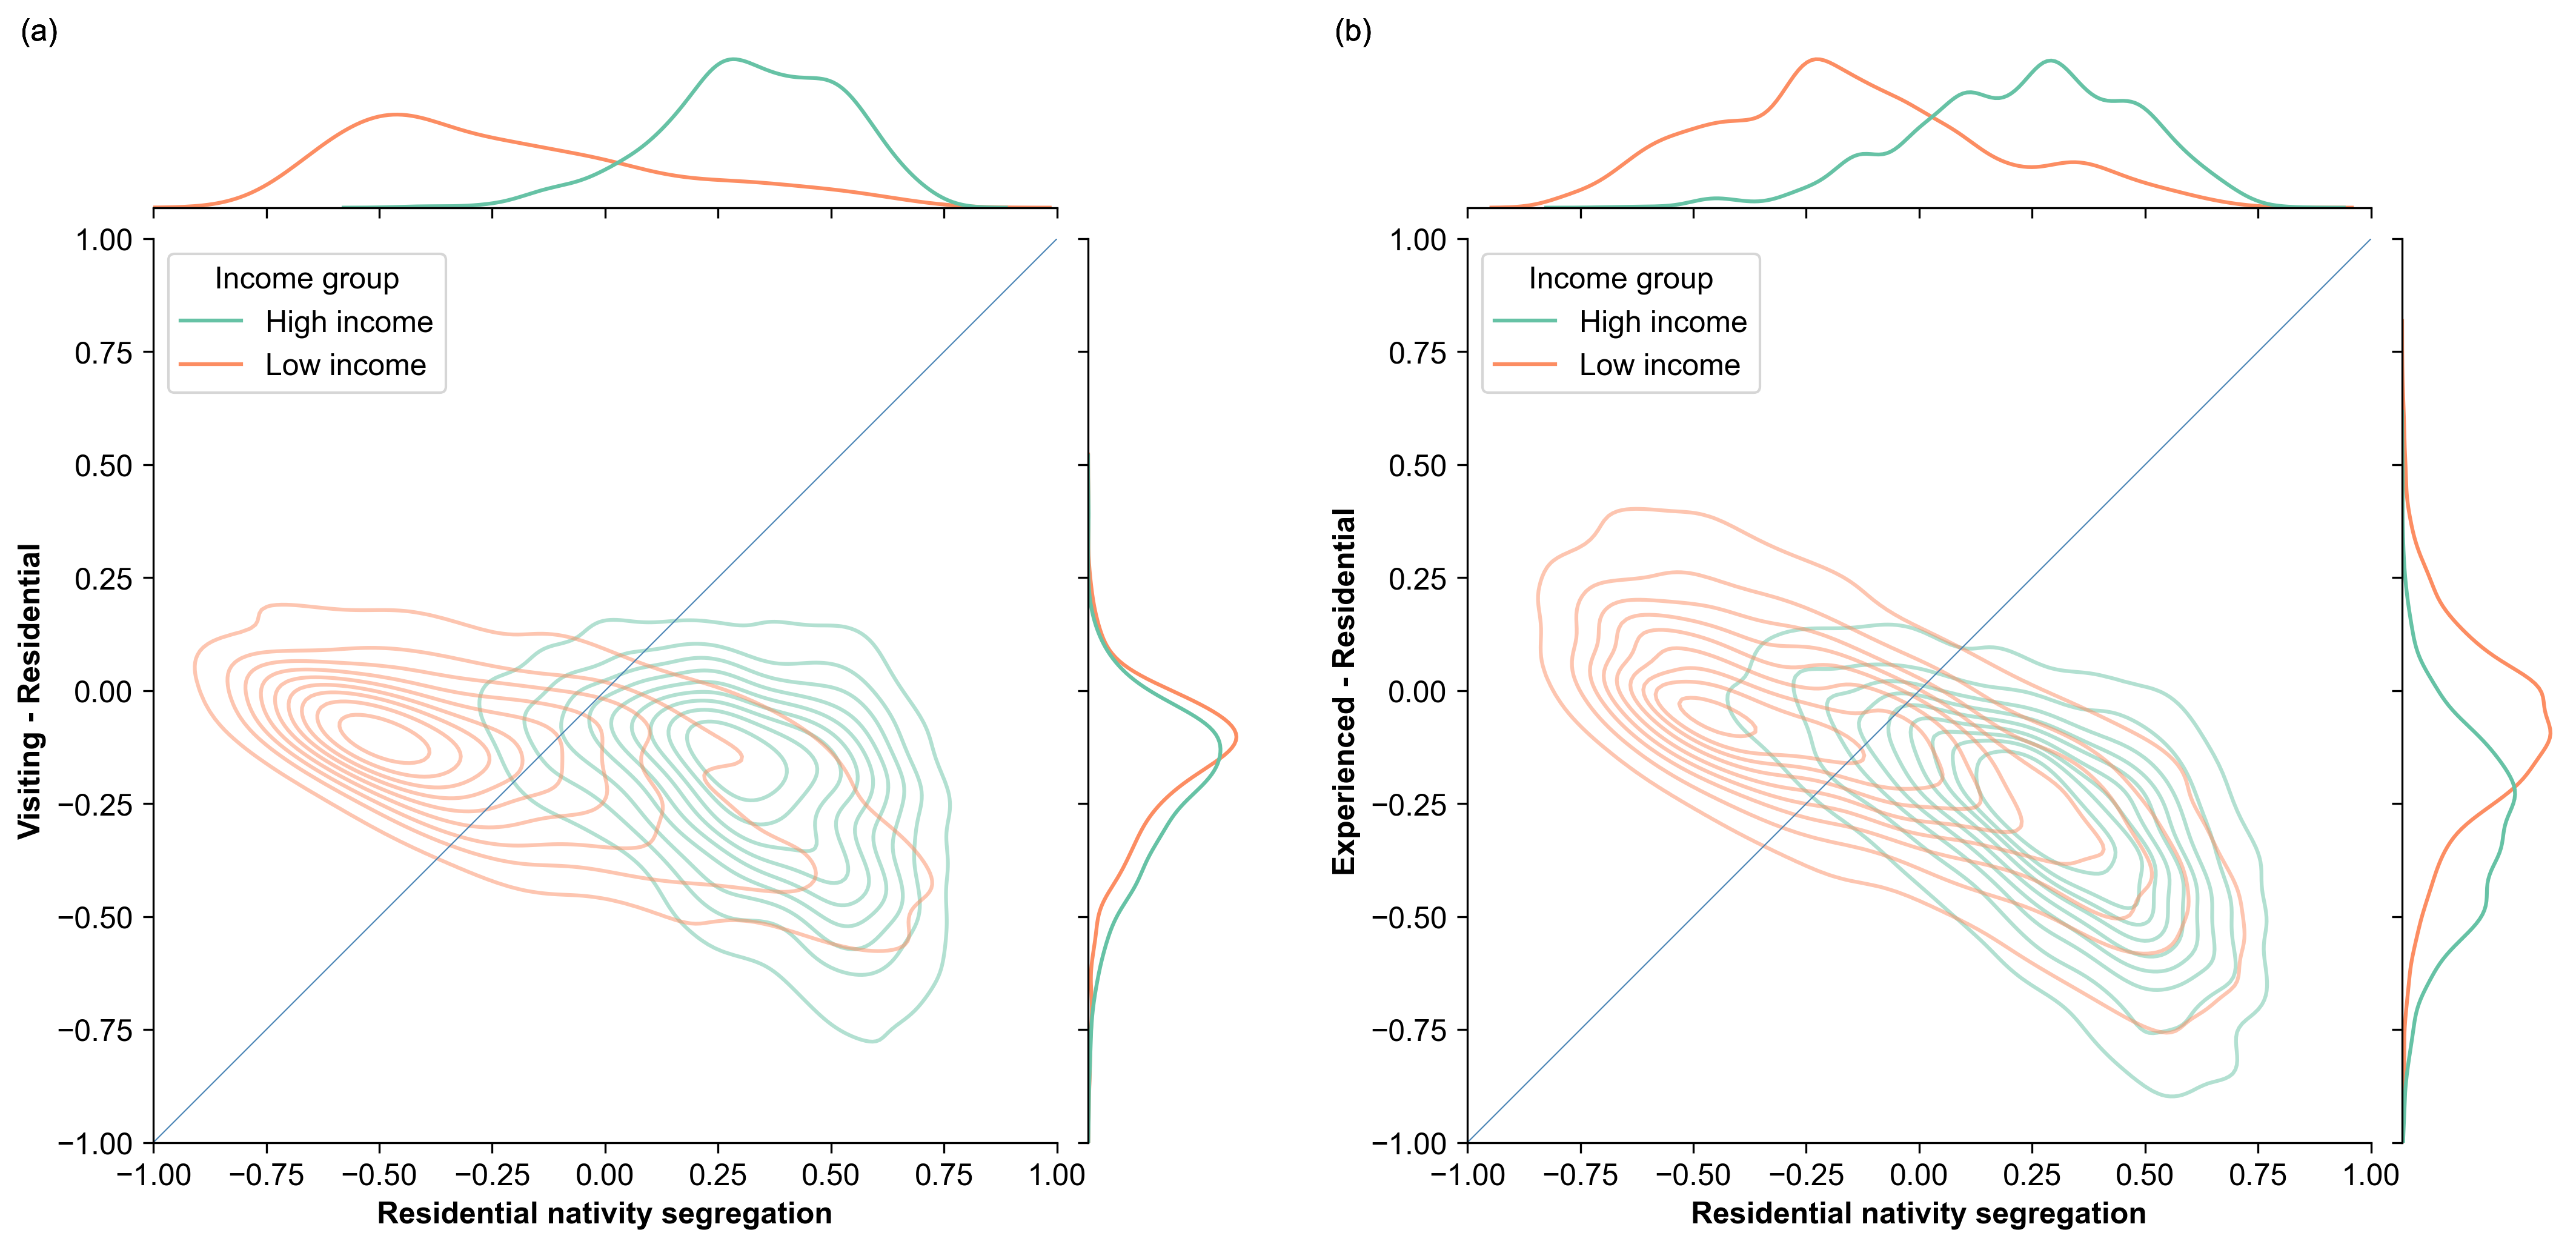 (a)
Income group
High income
Low income
1.00
0.75
0.50
0.25
0.00
−0.25
−0.50
−0.75
−1.00
Visiting - Residential
−1.00 −0.75 −0.50 −0.25 0.00 0.25 0.50 0.75 1.00
Residential nativity segregation
(b)
Income group
High income
Low income
1.00
0.75
0.50
0.25
0.00
−0.25
−0.50
−0.75
−1.00
Experienced - Residential
−1.00 −0.75 −0.50 −0.25 0.00 0.25 0.50 0.75 1.00
Residential nativity segregation